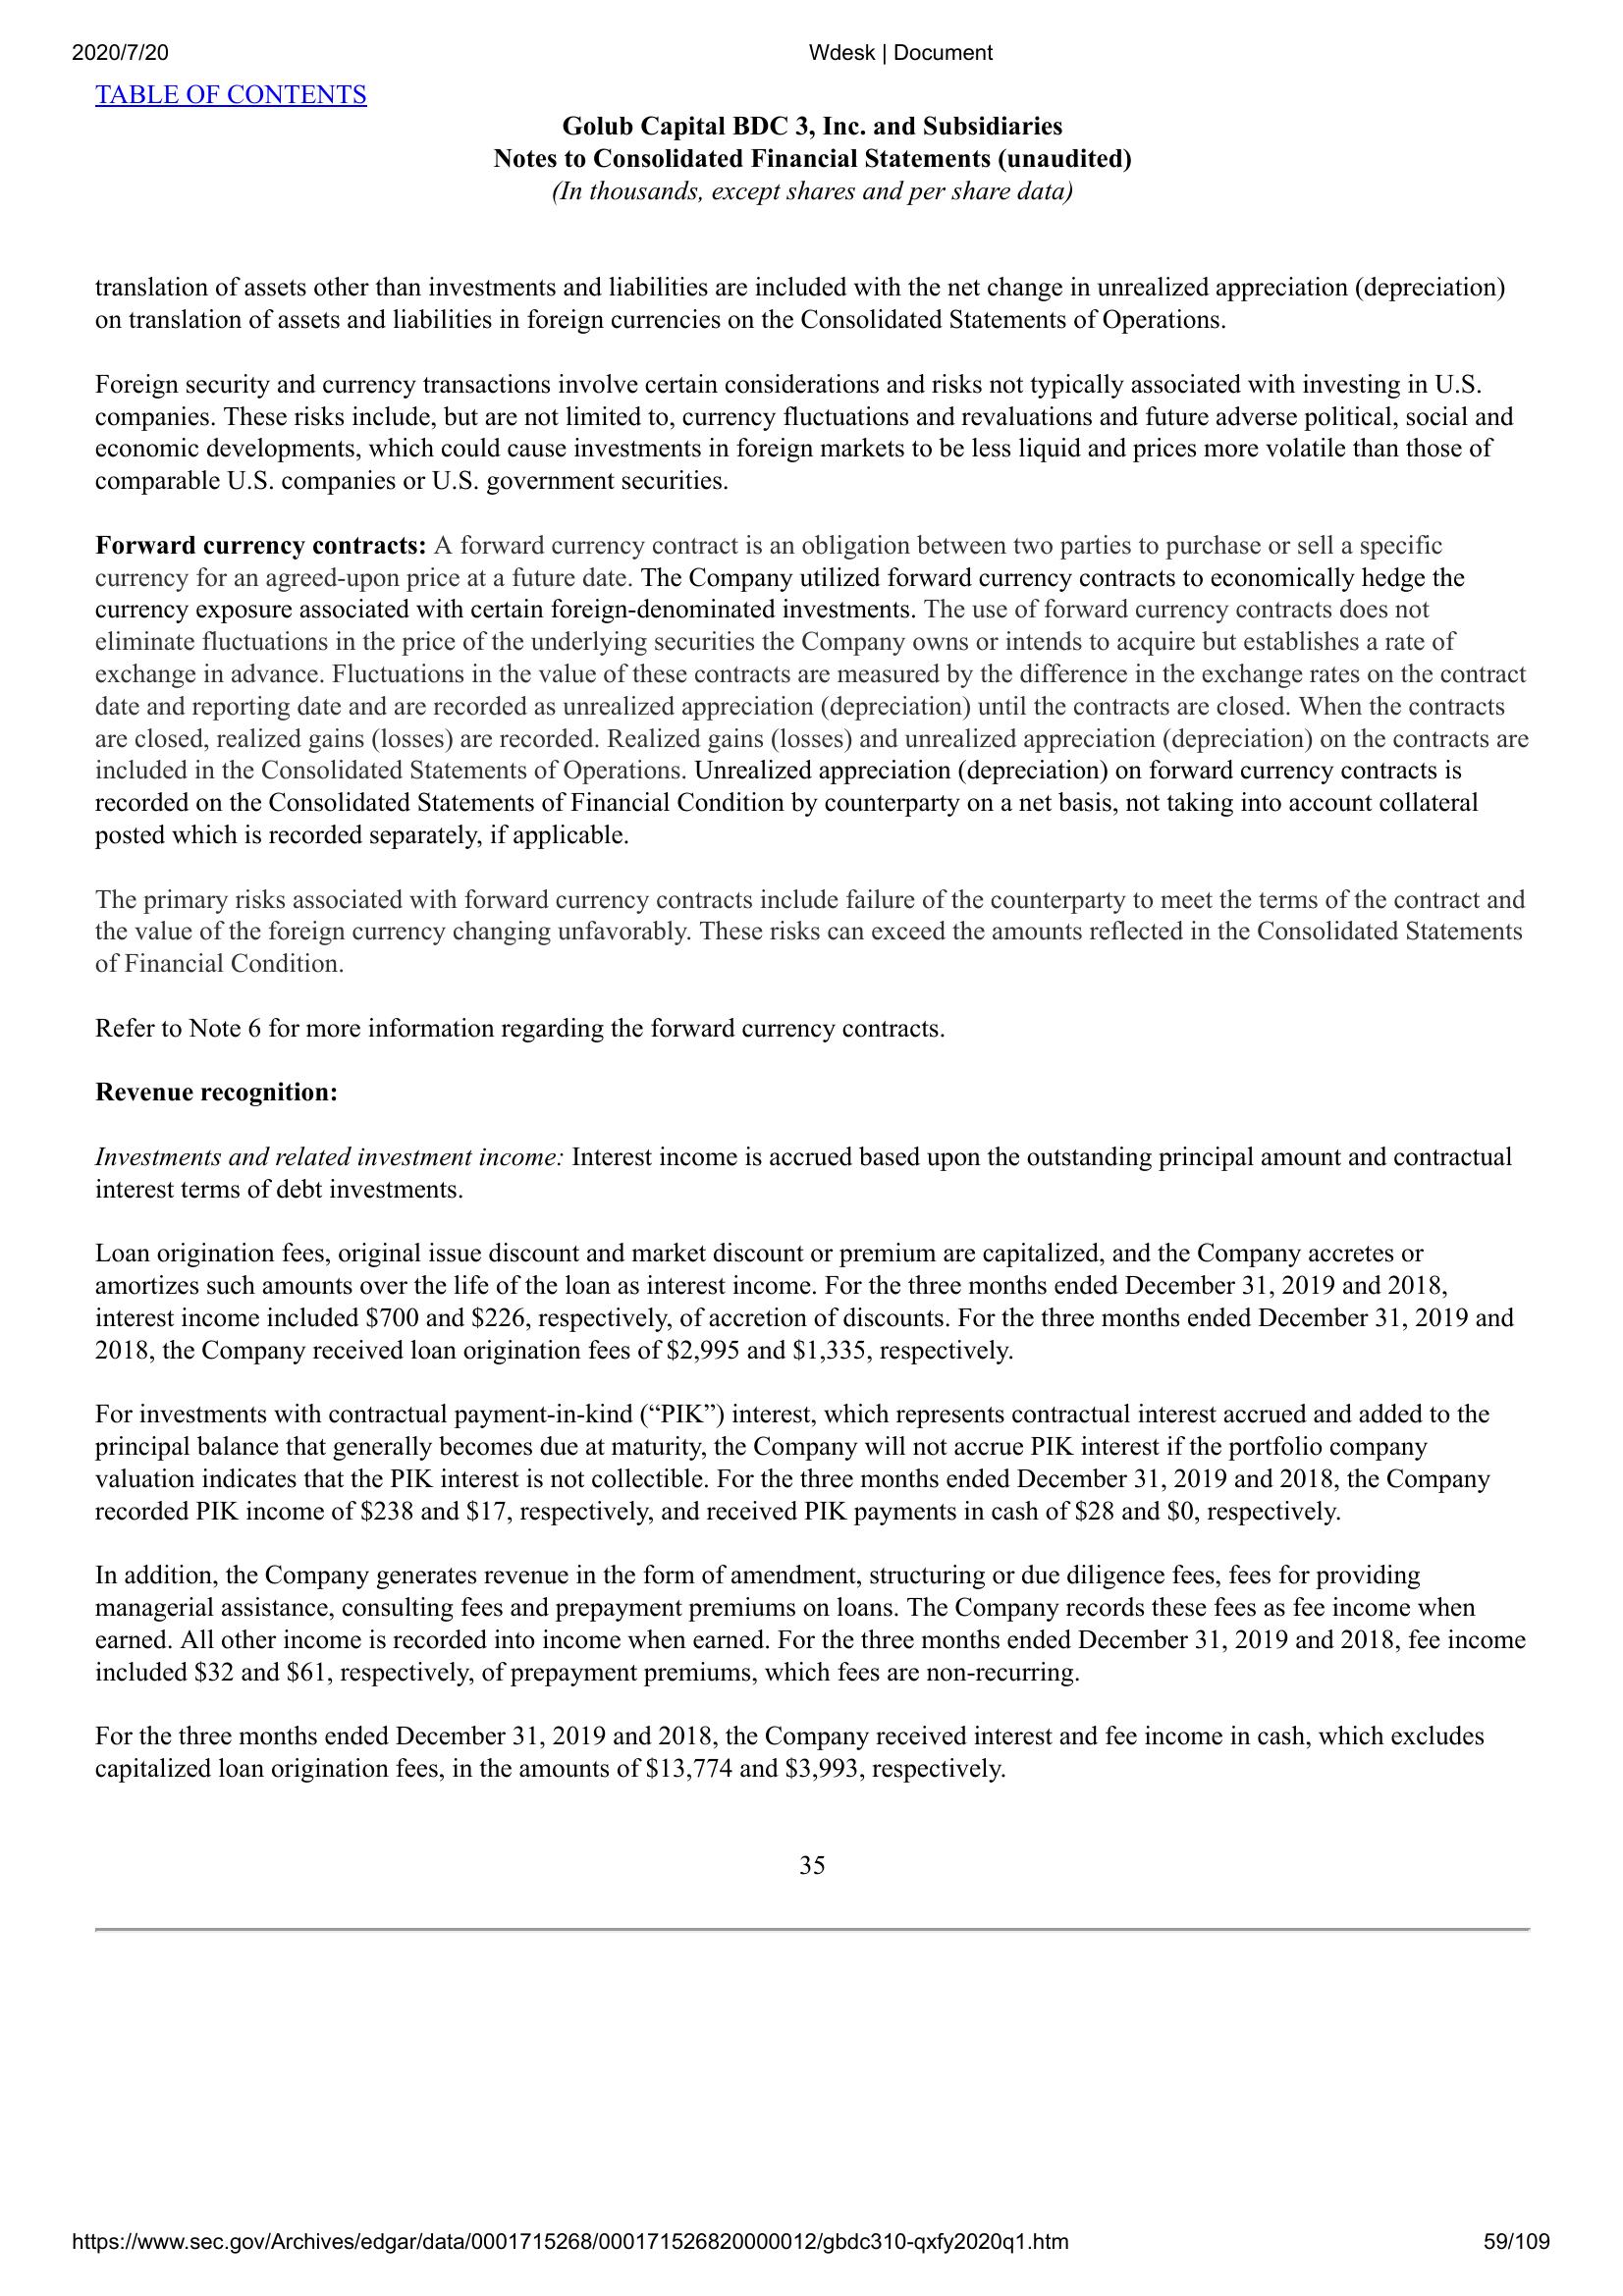 2020/7/20
Wdesk | Document
TABLE OF CONTENTS
Golub Capital BDC 3, Inc. and Subsidiaries
Notes to Consolidated Financial Statements (unaudited)
(In thousands, except shares and per share data)
translation of assets other than investments and liabilities are included with the net change in unrealized appreciation (depreciation)
on translation of assets and liabilities in foreign currencies on the Consolidated Statements of Operations.
Foreign security and currency transactions involve certain considerations and risks not typically associated with investing in U.S.
companies. These risks include, but are not limited to, currency fluctuations and revaluations and future adverse political, social and
economic developments, which could cause investments in foreign markets to be less liquid and prices more volatile than those of
comparable U.S. companies or U.S. government securities.
Forward currency contracts: A forward currency contract is an obligation between two parties to purchase or sell a specific
currency for an agreed-upon price at a future date. The Company utilized forward currency contracts to economically hedge the
currency exposure associated with certain foreign-denominated investments. The use of forward currency contracts does not
eliminate fluctuations in the price of the underlying securities the Company owns or intends to acquire but establishes a rate of
exchange in advance. Fluctuations in the value of these contracts are measured by the difference in the exchange rates on the contract
date and reporting date and are recorded as unrealized appreciation (depreciation) until the contracts are closed. When the contracts
are closed, realized gains (losses) are recorded. Realized gains (losses) and unrealized appreciation (depreciation) on the contracts are
included in the Consolidated Statements of Operations. Unrealized appreciation (depreciation) on forward currency contracts is
recorded on the Consolidated Statements of Financial Condition by counterparty on a net basis, not taking into account collateral
posted which is recorded separately, if applicable.
The primary risks associated with forward currency contracts include failure of the counterparty to meet the terms of the contract and
the value of the foreign currency changing unfavorably. These risks can exceed the amounts reflected in the Consolidated Statements
of Financial Condition.
Refer to Note 6 for more information regarding the forward currency contracts.
Revenue recognition:
Investments and related investment income: Interest income is accrued based upon the outstanding principal amount and contractual
interest terms of debt investments.
Loan origination fees, original issue discount and market discount or premium are capitalized, and the Company accretes or
amortizes such amounts over the life of the loan as interest income. For the three months ended December 31, 2019 and 2018,
interest income included $700 and $226, respectively, of accretion of discounts. For the three months ended December 31, 2019 and
2018, the Company received loan origination fees of $2,995 and $1,335, respectively.
For investments with contractual payment-in-kind (“PIK”) interest, which represents contractual interest accrued and added to the
principal balance that generally becomes due at maturity, the Company will not accrue PIK interest if the portfolio company
valuation indicates that the PIK interest is not collectible. For the three months ended December 31, 2019 and 2018, the Company
recorded PIK income of $238 and $17, respectively, and received PIK payments in cash of $28 and $0, respectively.
In addition, the Company generates revenue in the form of amendment, structuring or due diligence fees, fees for providing
managerial assistance, consulting fees and prepayment premiums on loans. The Company records these fees as fee income when
earned. All other income is recorded into income when earned. For the three months ended December 31, 2019 and 2018, fee income
included $32 and $61, respectively, of prepayment premiums, which fees are non-recurring.
For the three months ended December 31, 2019 and 2018, the Company received interest and fee income in cash, which excludes
capitalized loan origination fees, in the amounts of $13,774 and $3,993, respectively.
35
https://www.sec.gov/Archives/edgar/data/0001715268/000171526820000012/gbdc310-qxfy2020q1.htm
59/109